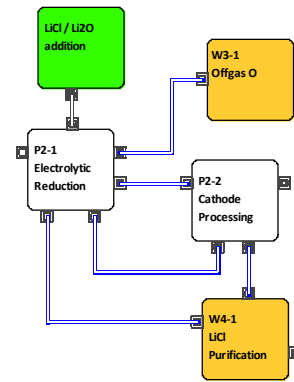 LiCl / Li2O
addition
W3-1
Offgas O
P2-1
Electrolytic
Reduction
P2-2
Cathode
Processing
W4-1
LiCl
Purification